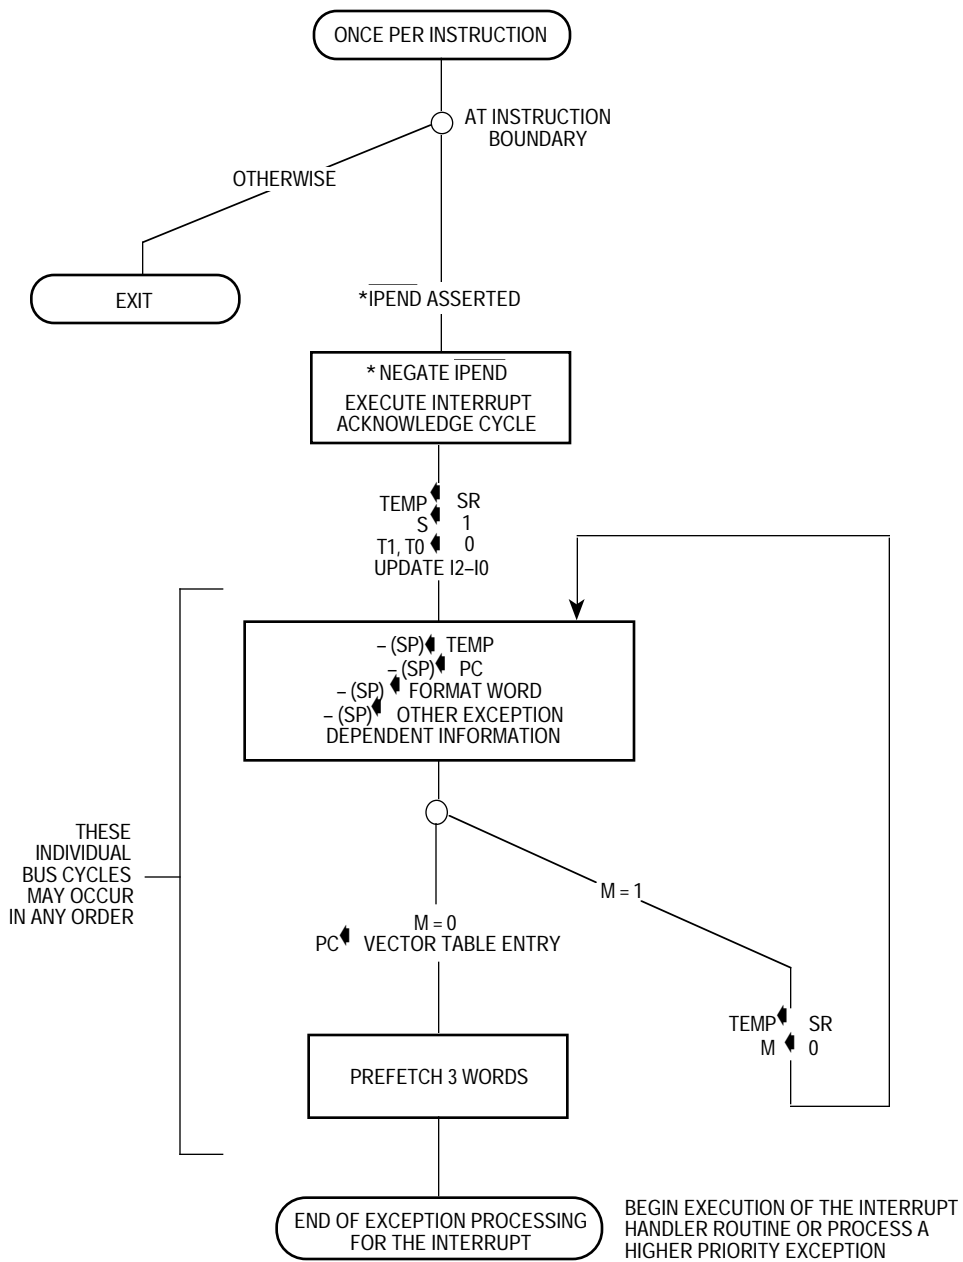 ONCE PER INSTRUCTION
AT INSTRUCTION
BOUNDARY
OTHERWISE
EXIT
*IPEND ASSERTED
* NEGATE IPEND
EXECUTE INTERRUPT
ACKNOWLEDGE CYCLE
TEMP SR
S 1
T1, T0 0
UPDATE I2–I0
– (SP) TEMP
– (SP) PC
– (SP) FORMAT WORD
– (SP) OTHER EXCEPTION
DEPENDENT INFORMATION
THESE
INDIVIDUAL
BUS CYCLES
MAY OCCUR
IN ANY ORDER
M = 1
M = 0
PC VECTOR TABLE ENTRY
TEMP SR
M 0
PREFETCH 3 WORDS
END OF EXCEPTION PROCESSING
FOR THE INTERRUPT
BEGIN EXECUTION OF THE INTERRUPT
HANDLER ROUTINE OR PROCESS A
HIGHER PRIORITY EXCEPTION